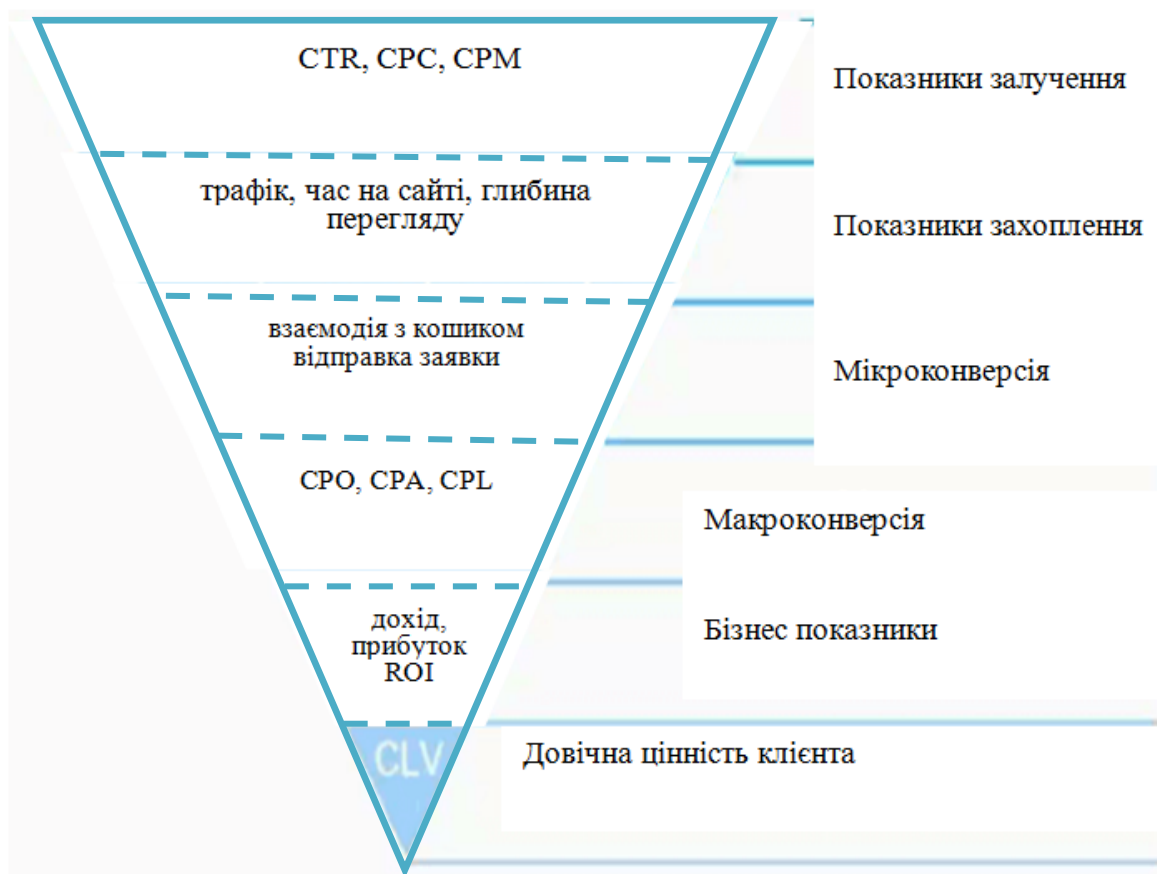 CTR, CPC, CPM
Показники залучення
трафік, час на сайті, глибина
перегляду
Показники захоплення
взаємодія з кошиком
відправка заявки
Мікроконверсія
CPO, CPA, CPL
Макроконверсія
дохід,
прибуток
ROI
Бізнес показники
CLV
Довічна цінність клієнта